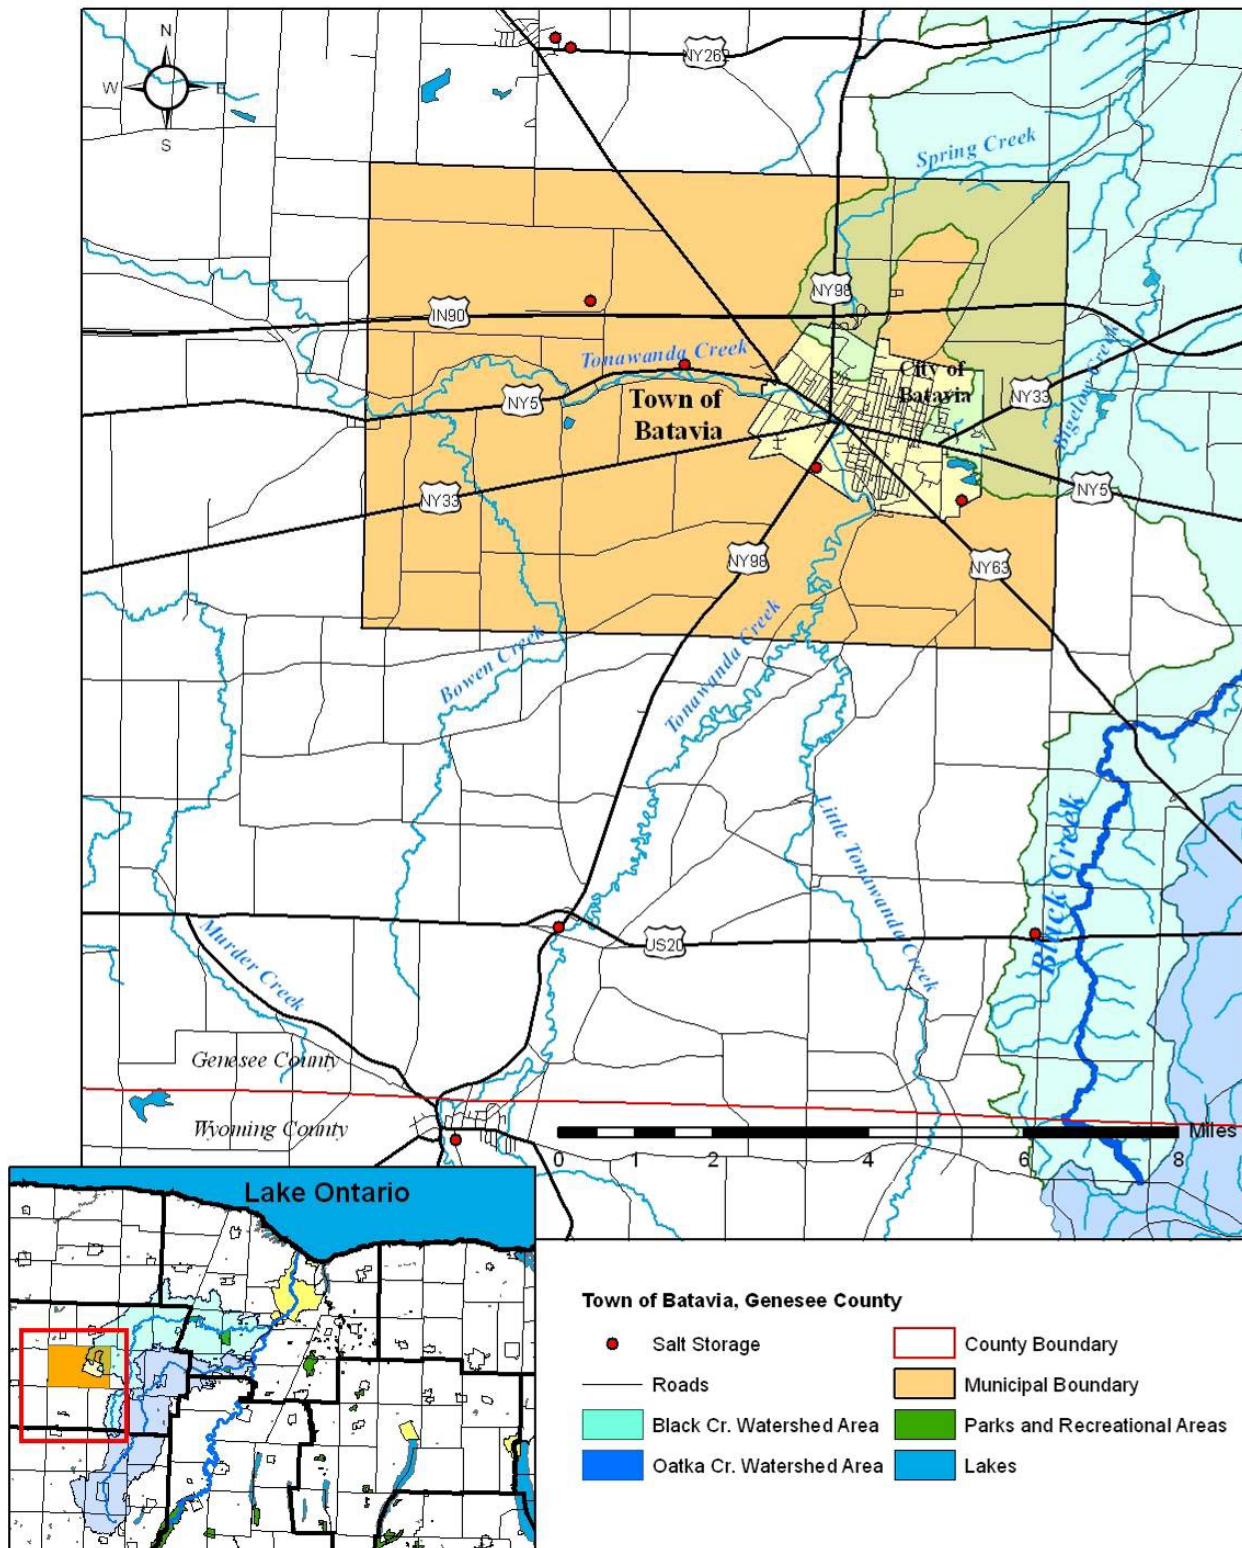 N
W
E
S
NY262
Spring Creek
NY98
IN90
Tonawanda Creek
City of
Batavia
NY33
Bigelow Creek
NY5
Town of
Batavia
NY33
NY5
NY98
NY63
Tonawanda Creek
Bowen Creek
Little Tonawanda Creek
Black Creek
US20
Murder Creek
Genesee County
Wyoming County
Miles
0 1 2 4 6 8
Lake Ontario
Town of Batavia, Genesee County
Salt Storage
County Boundary
Roads
Municipal Boundary
Black Cr. Watershed Area
Parks and Recreational Areas
Oatka Cr. Watershed Area
Lakes